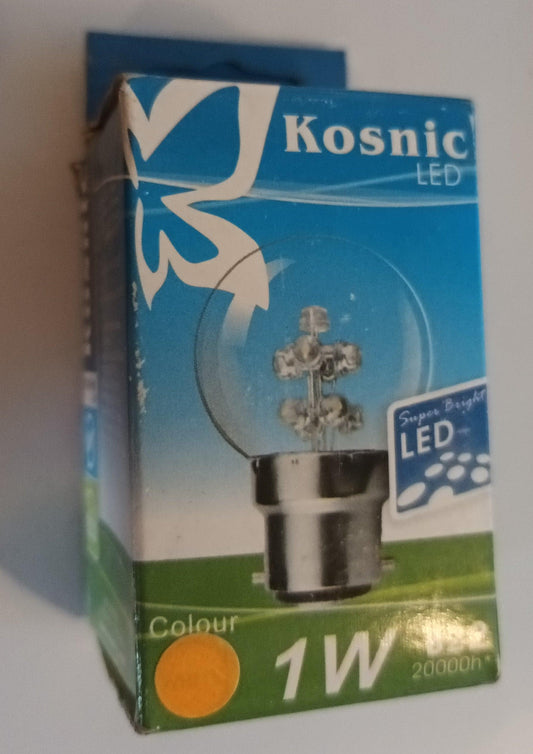 Kosnic
LED
Super Bright
LED
Colour
1W
20000h